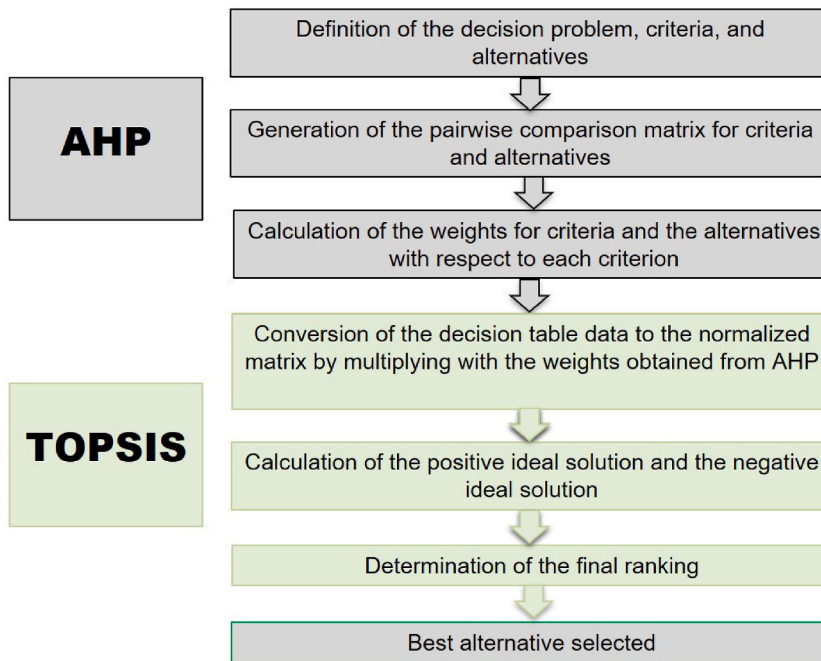 Definition of the decision problem, criteria, and
alternatives
AHP
Generation of the pairwise comparison matrix for criteria
and alternatives
Calculation of the weights for criteria and the alternatives
with respect to each criterion
Conversion of the decision table data to the normalized
matrix by multiplying with the weights obtained from AHP
TOPSIS
Calculation of the positive ideal solution and the negative
ideal solution
Determination of the final ranking
Best alternative selected